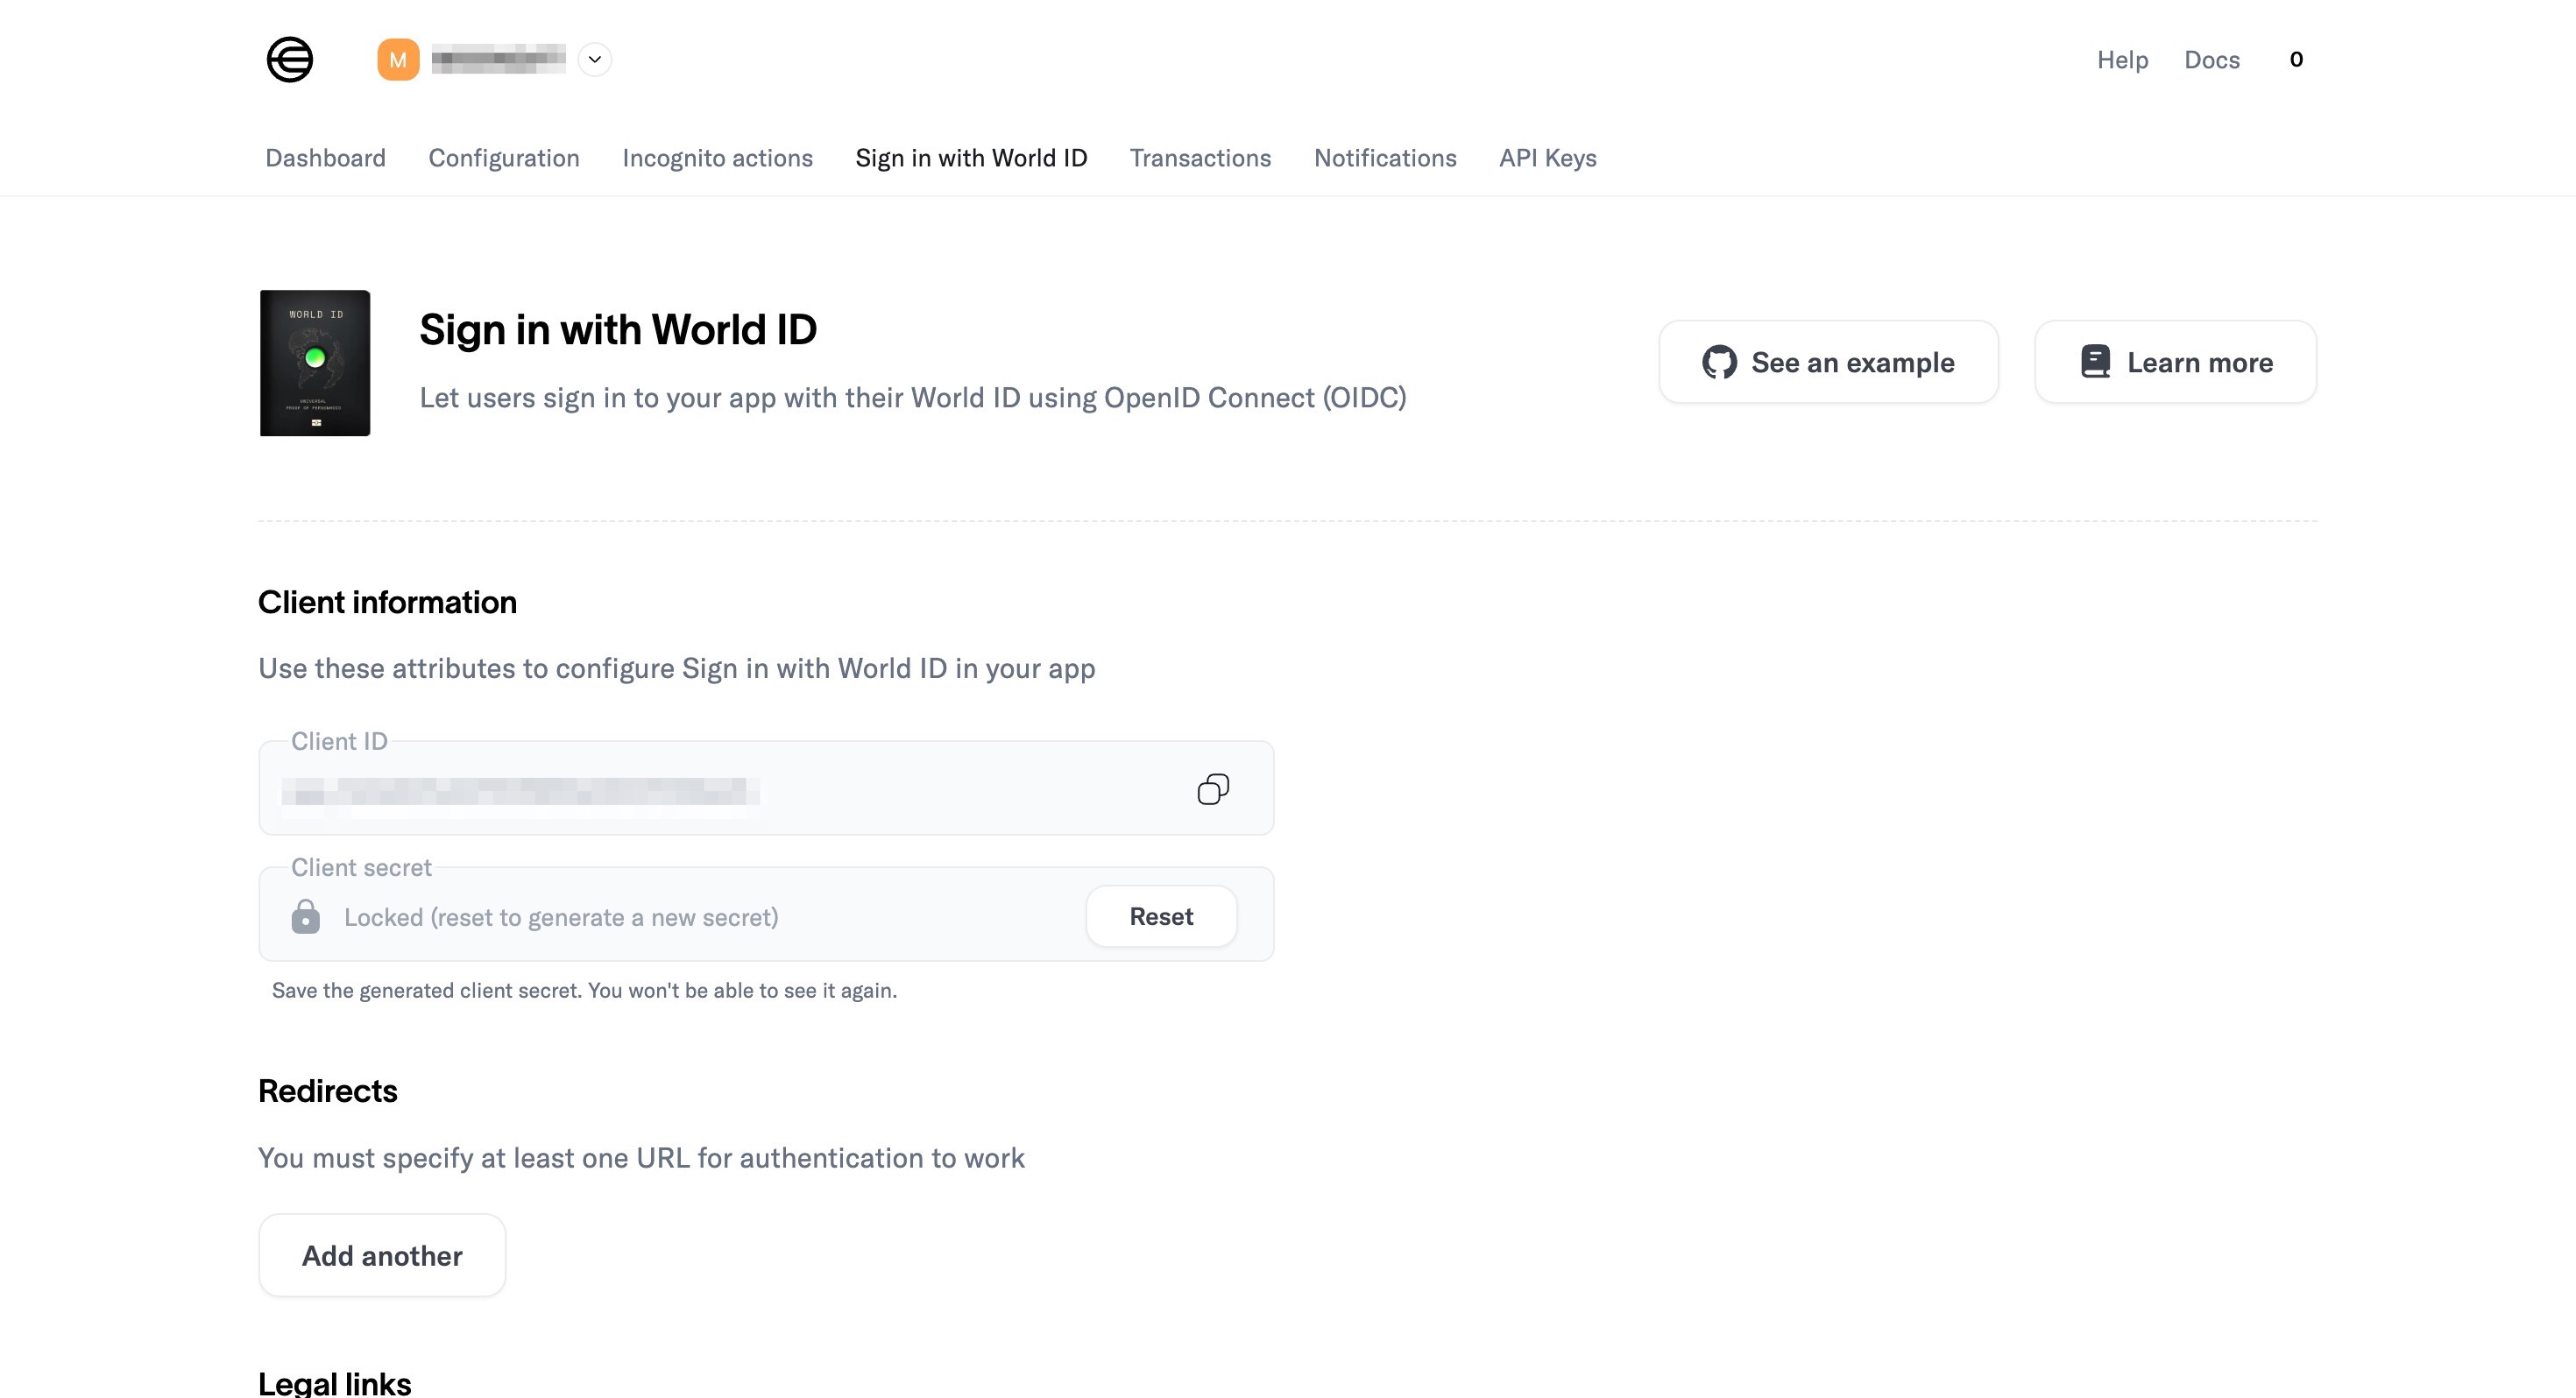 M
Help Docs 0
Dashboard Configuration Incognito actions Sign in with World ID Transactions Notifications API Keys
WORLD ID
UNIVERSAL
PROOF OF PERSONHOOD
Sign in with World ID
Let users sign in to your app with their World ID using OpenID Connect (OIDC)
See an example
Learn more
Client information
Use these attributes to configure Sign in with World ID in your app
Client ID
Client secret
Locked (reset to generate a new secret)
Reset
Save the generated client secret. You won't be able to see it again.
Redirects
You must specify at least one URL for authentication to work
Add another
Legal links